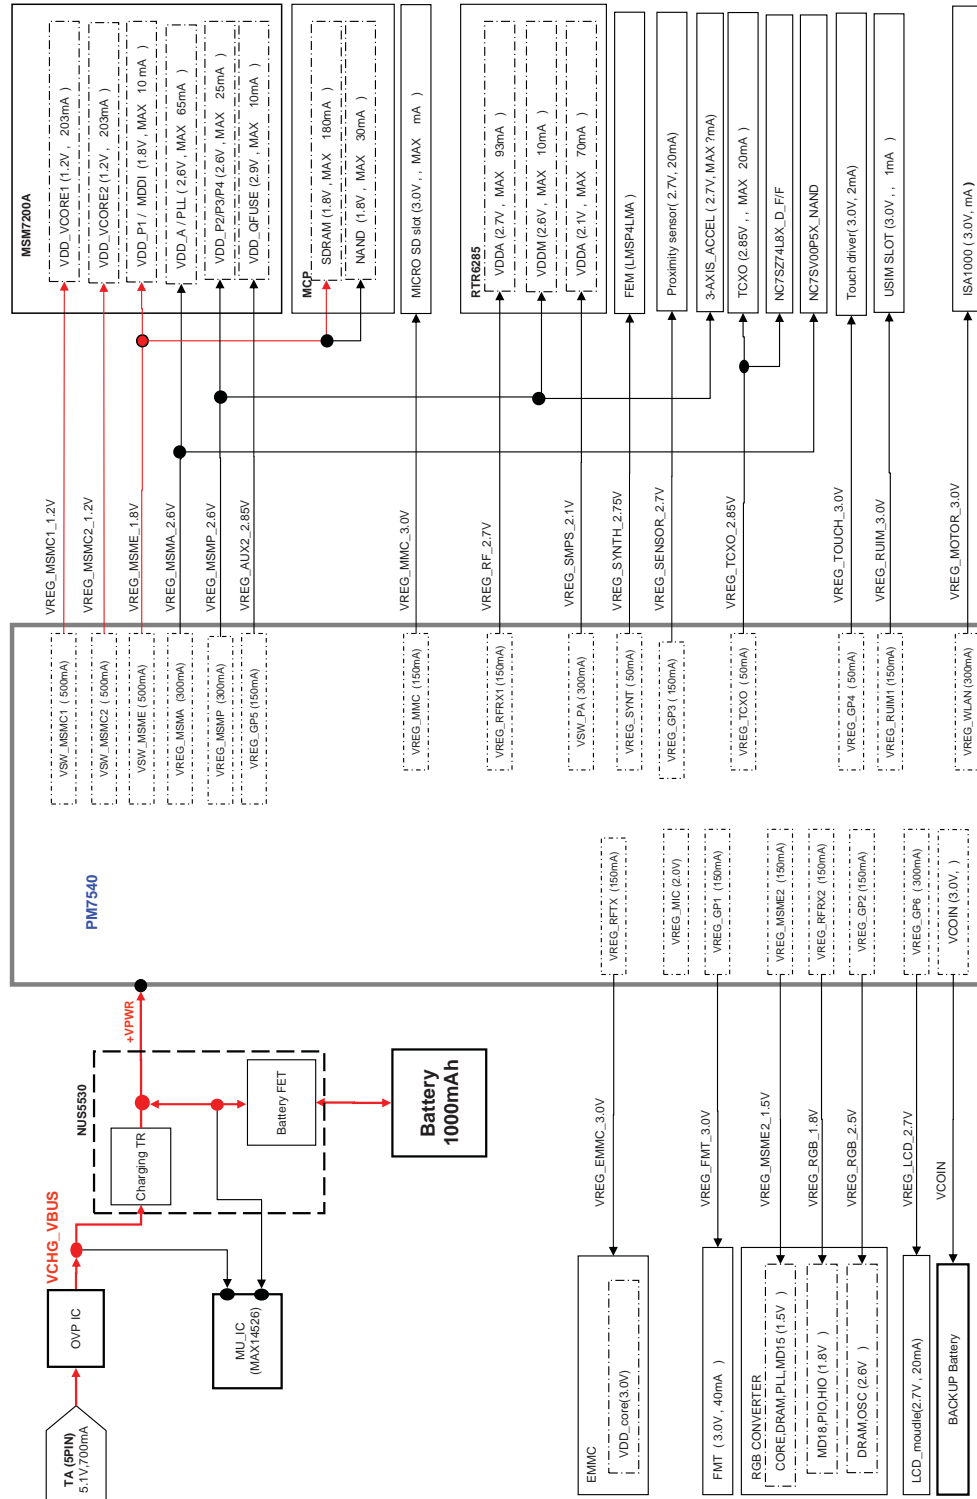 MSM7200A
VDD_VCORE1 (1.2V , 203mA )
VDD_VCORE2 (1.2V , 203mA )
VDD_P1 / MDDI (1.8V , MAX 10 mA )
VDD_A / PLL ( 2.6V , MAX 65mA )
VDD_P2/P3/P4 (2.6V , MAX 25mA )
VDD_QFUSE (2.9V , MAX 10mA )
MCP
SDRAM (1.8V , MAX 180mA )
NAND (1.8V , MAX 30mA )
MICRO SD slot (3.0V , , MAX mA )
RTR6285
VDDA (2.7V , MAX 93mA )
VDDM (2.6V , MAX 10mA )
VDDA (2.1V , MAX 70mA )
FEM (LMSP4LMA )
Proximity sensor( 2.7V, 20mA)
3-AXIS_ACCEL ( 2.7V, MAX ?mA)
TCXO (2.85V , , MAX 20mA )
NC7SZ74L8X_D_F/F
NC7SV00P5X_NAND
Touch driver( 3.0V, 2mA)
USIM SLOT (3.0V , , 1mA )
ISA1000 ( 3.0V, mA )
VREG_MSMC1_1.2V
VREG_MSMC2_1.2V
VREG_MSME_1.8V
VREG_MSMA_2.6V
VREG_MSMP_2.6V
VREG_AUX2_2.85V
VREG_MMC_3.0V
VREG_RF_2.7V
VREG_SMPS_2.1V
VREG_SYNTH_2.75V
VREG_SENSOR_2.7V
VREG_TCXO_2.85V
VREG_TOUCH_3.0V
VREG_RUIM_3.0V
VREG_MOTOR_3.0V
VSW_MSMC1 ( 500mA)
VSW_MSMC2 ( 500mA)
VSW_MSME ( 500mA)
VREG_MSMA (300mA)
VREG_MSMP (300mA)
VREG_GP5 (150mA)
VREG_MMC (150mA)
VREG_RFRX1 (150mA)
VSW_PA ( 300mA)
VREG_SYNT ( 50mA)
VREG_GP3 ( 150mA)
VREG_TCXO ( 50mA)
VREG_GP4 ( 50mA)
VREG_RUIM1 (150mA)
VREG_WLAN (300mA)
PM7540
VREG_RFTX (150mA)
VREG_MIC (2.0V)
VREG_GP1 (150mA)
VREG_MSME2 (150mA)
VREG_RFRX2 (150mA)
VREG_GP2 (150mA)
VREG_GP6 ( 300mA)
VCOIN (3.0V, )
+VPWR
NUS5530
Charging TR
Battery FET
Battery
1000mAh
VCHG_VBUS
OVP IC
MU_IC
(MAX14526)
TA (5PIN)
5.1V,700mA
VREG_EMMC_3.0V
VREG_FMT_3.0V
VREG_MSME2_1.5V
VREG_RGB_1.8V
VREG_RGB_2.5V
VREG_LCD_2.7V
VCOIN
EMMC
VDD_core(3.0V)
FMT ( 3.0V , 40mA )
RGB CONVERTER
CORE,DRAM,PLL,MD15 (1.5V )
MD18,PIO,HIO (1.8V )
DRAM,OSC (2.6V )
LCD_moudle(2.7V , 20mA)
BACKUP Battery